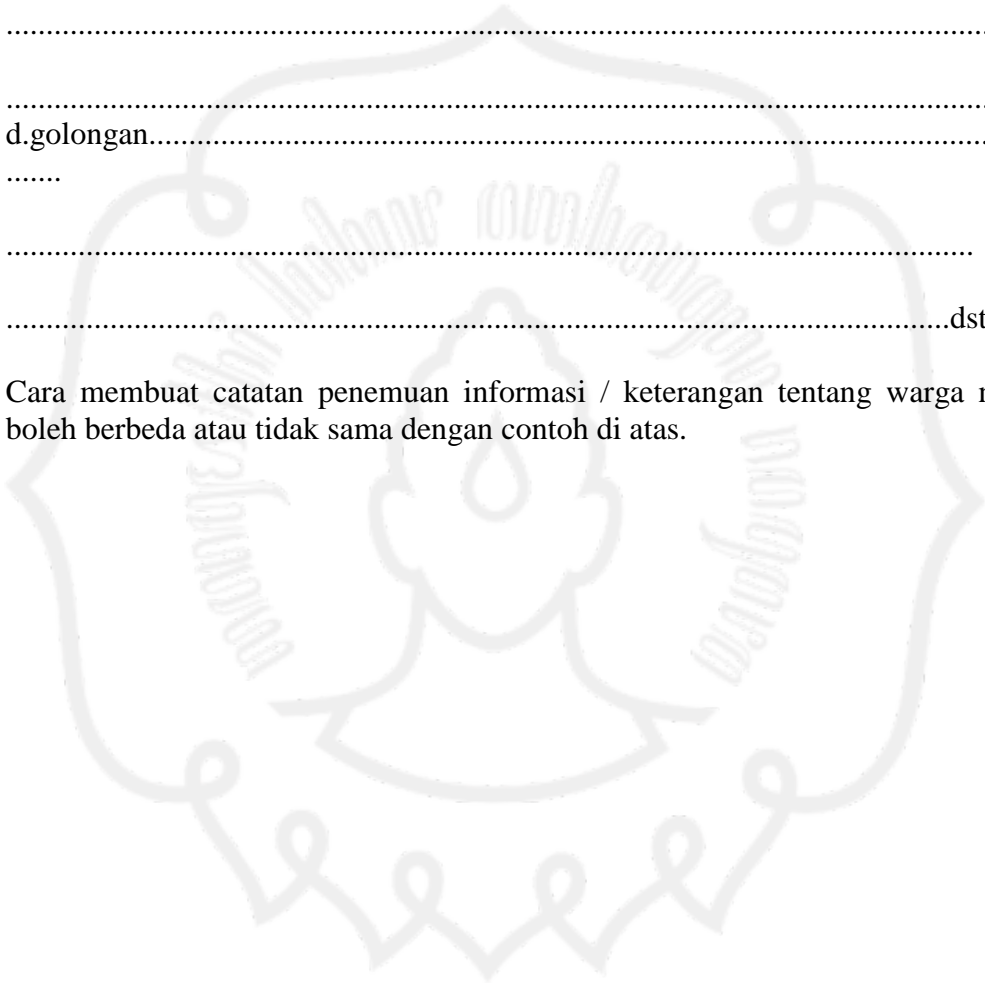 ................................................................................................................................
................................................................................................................................
d.golongan.............................................................................................................
.......
.............................................................................................................................
..........................................................................................................................dst
Cara membuat catatan penemuan informasi / keterangan tentang warga
boleh berbeda atau tidak sama dengan contoh di atas.